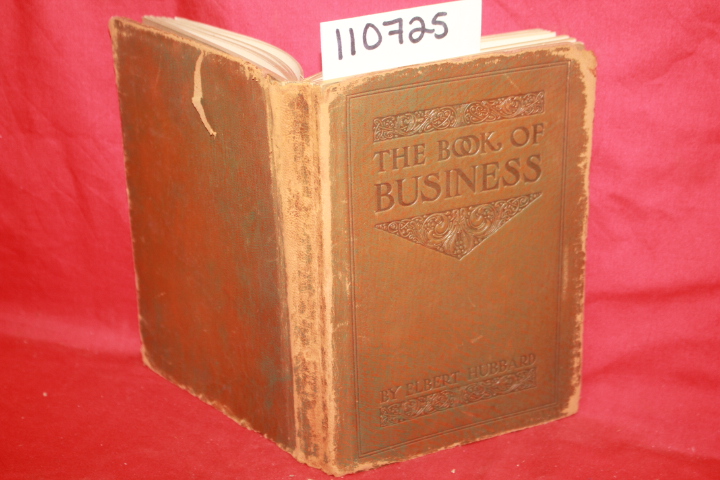 110725
THE BOOK OF
BUSINESS
BY ELBERT HUBBARD